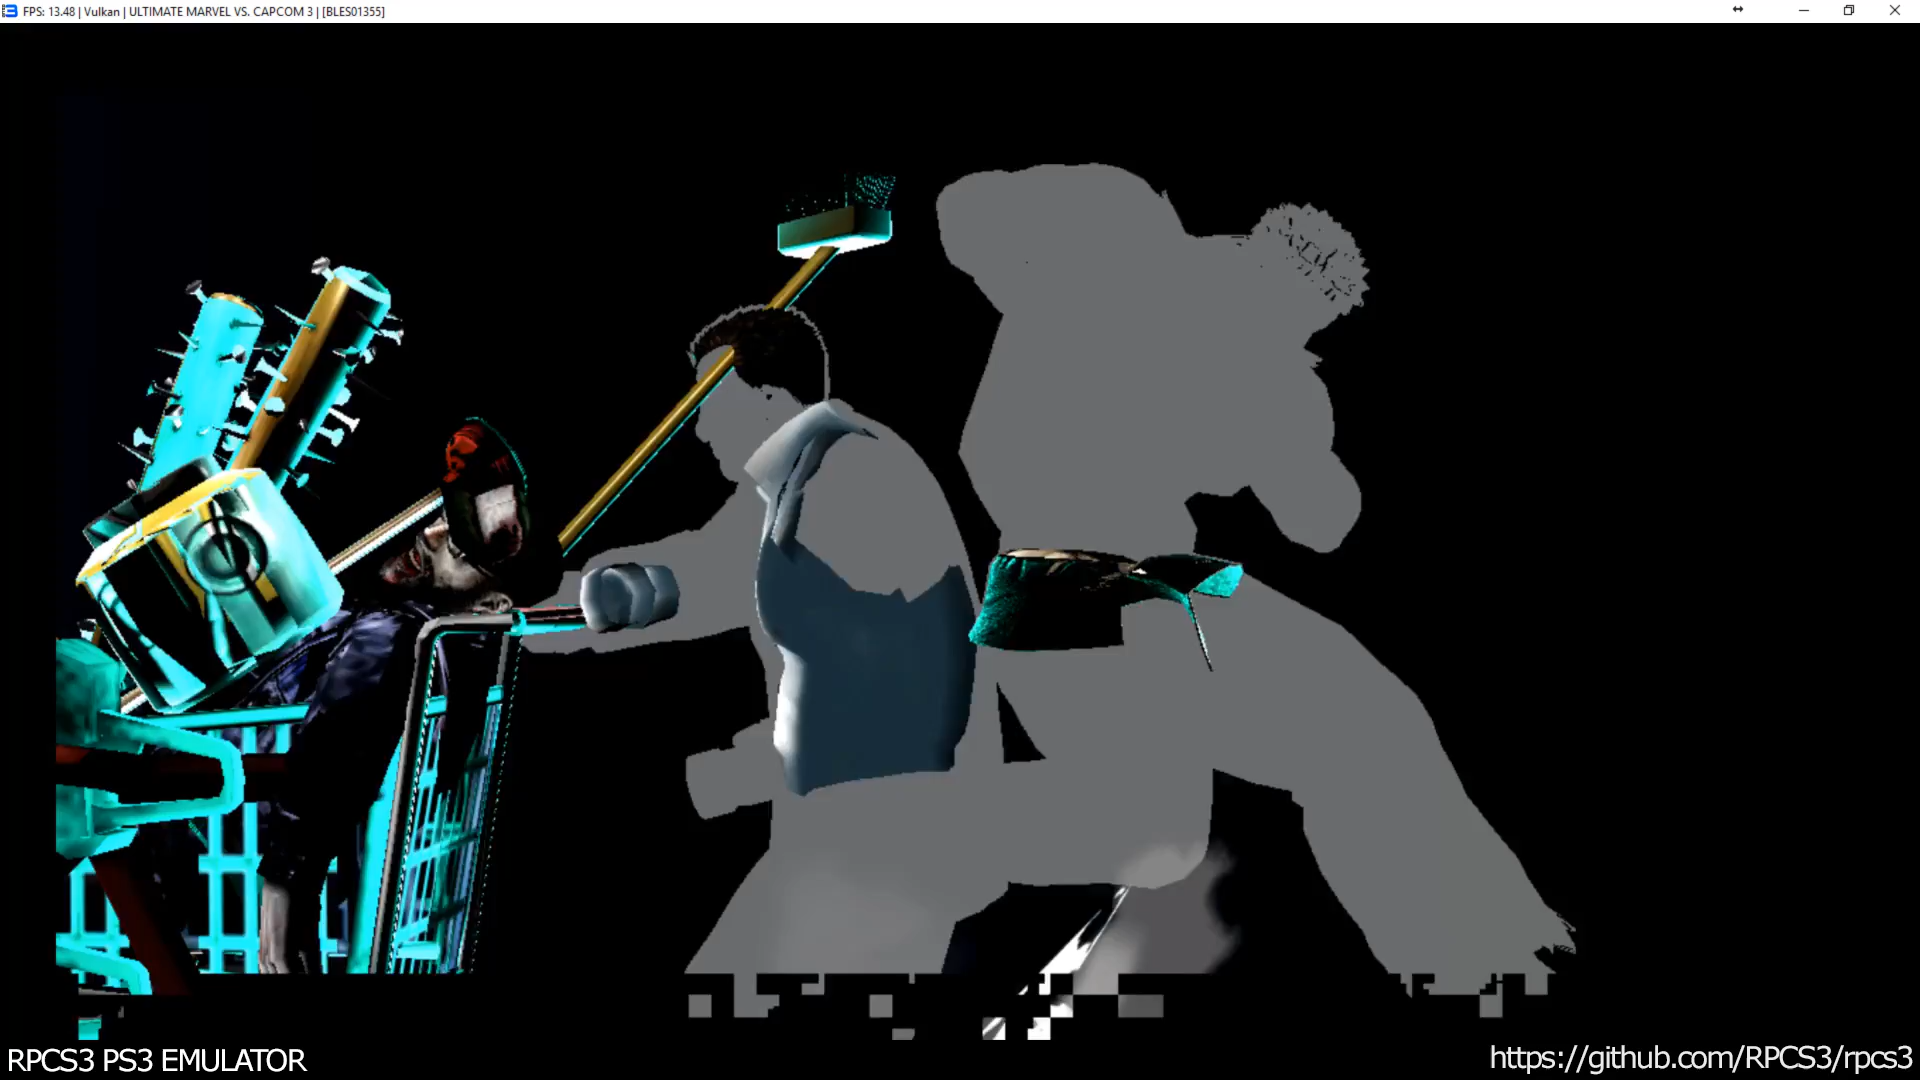 FPS: 13.48 | Vulkan | ULTIMATE MARVEL VS. CAPCOM 3 | [BLES01355]
RPCS3 PS3 EMULATOR
https://github.com/RPCS3/rpcs3